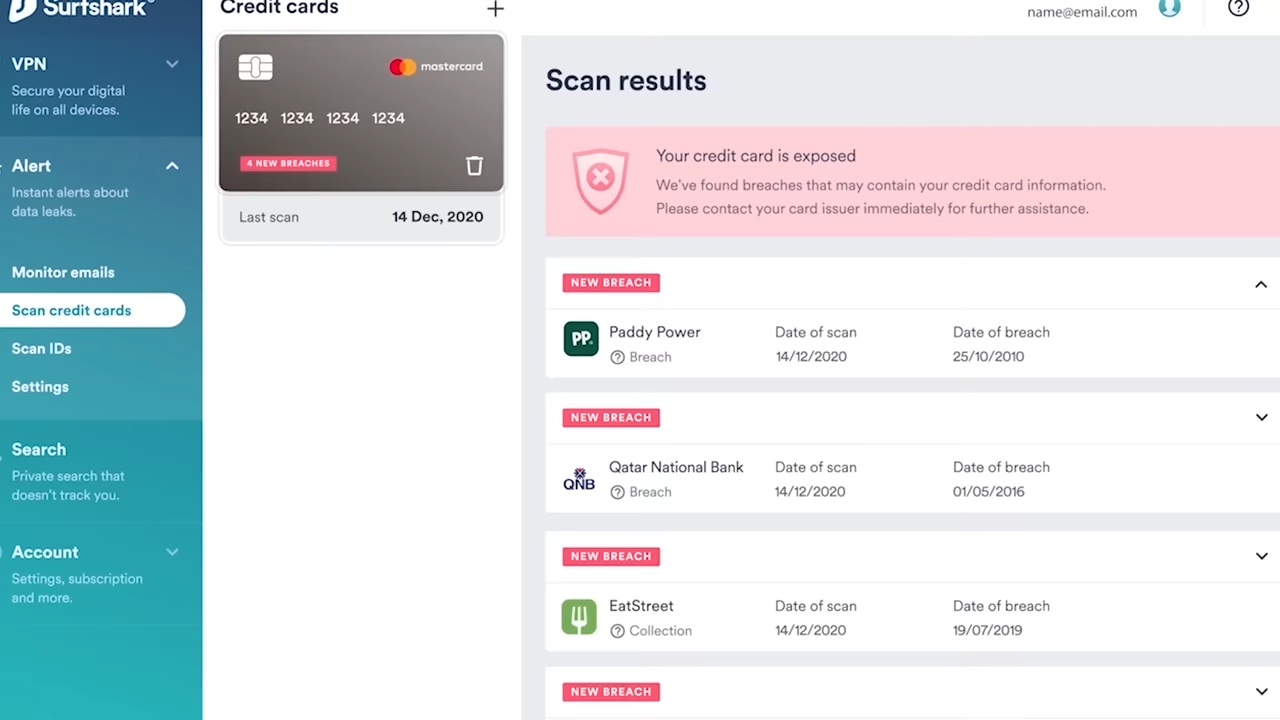 Surfshark®
VPN
Secure your digital
life on all devices.
Alert
Instant alerts about
data leaks.
Monitor emails
Scan credit cards
Scan IDs
Settings
Search
Private search that
doesn't track you.
Account
Settings, subscription
and more.
Credit cards
mastercard
1234 1234 1234 1234
4 NEW BREACHES
Last scan 14 Dec, 2020
name@email.com
Scan results
Your credit card is exposed
We've found breaches that may contain your credit card information.
Please contact your card issuer immediately for further assistance.
NEW BREACH
PP.
Paddy Power Date of scan Date of breach
Breach 14/12/2020 25/10/2010
NEW BREACH
QNB
Qatar National Bank Date of scan Date of breach
Breach 14/12/2020 01/05/2016
NEW BREACH
EatStreet Date of scan Date of breach
Collection 14/12/2020 19/07/2019
NEW BREACH